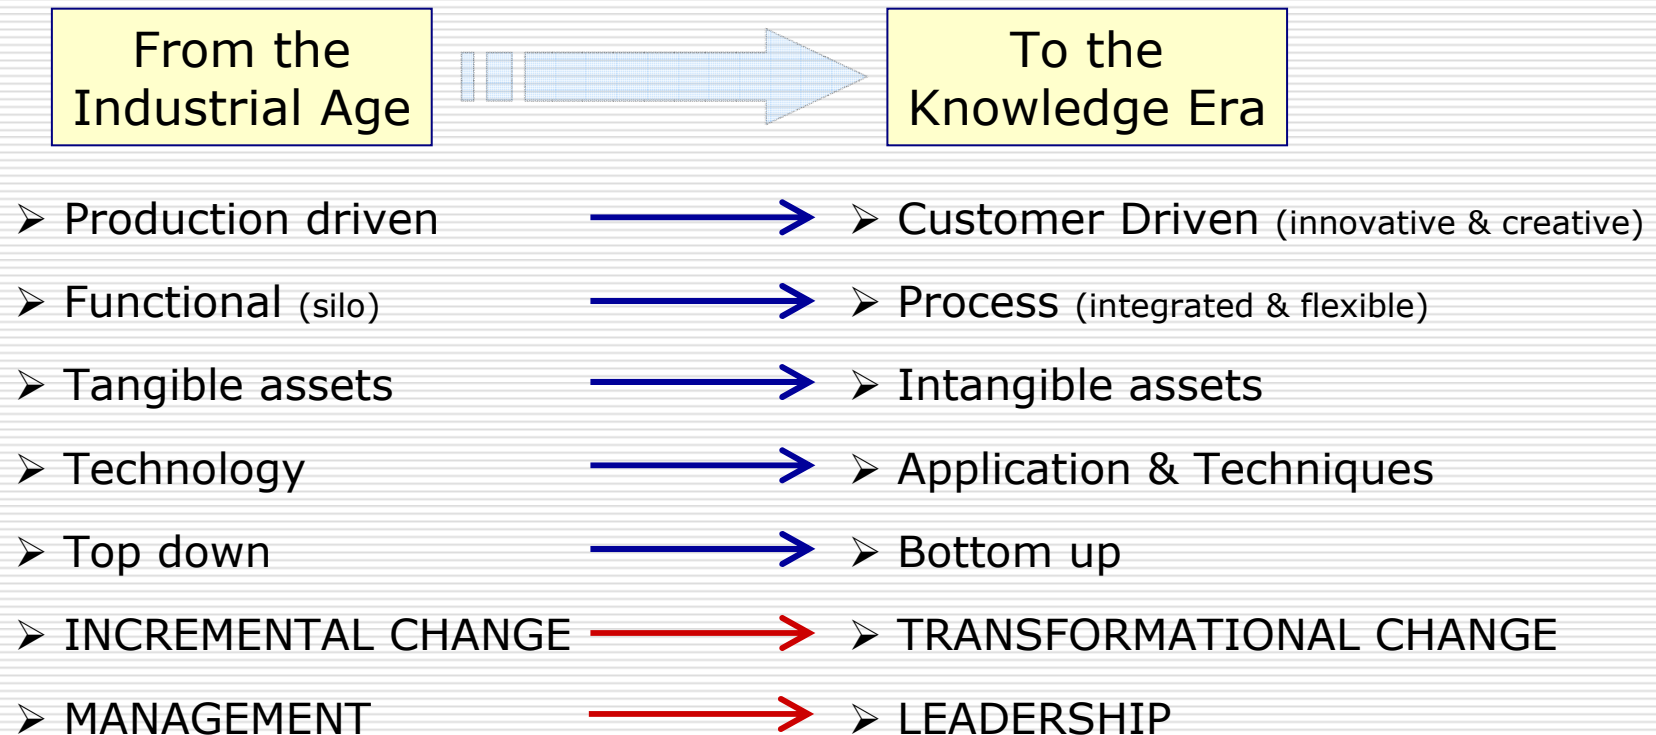 From the
Industrial Age
To the
Knowledge Era
Production driven
Customer Driven (innovative & creative)
Functional (silo)
Process (integrated & flexible)
Tangible assets
Intangible assets
Technology
Application & Techniques
Top down
Bottom up
INCREMENTAL CHANGE
TRANSFORMATIONAL CHANGE
MANAGEMENT
LEADERSHIP